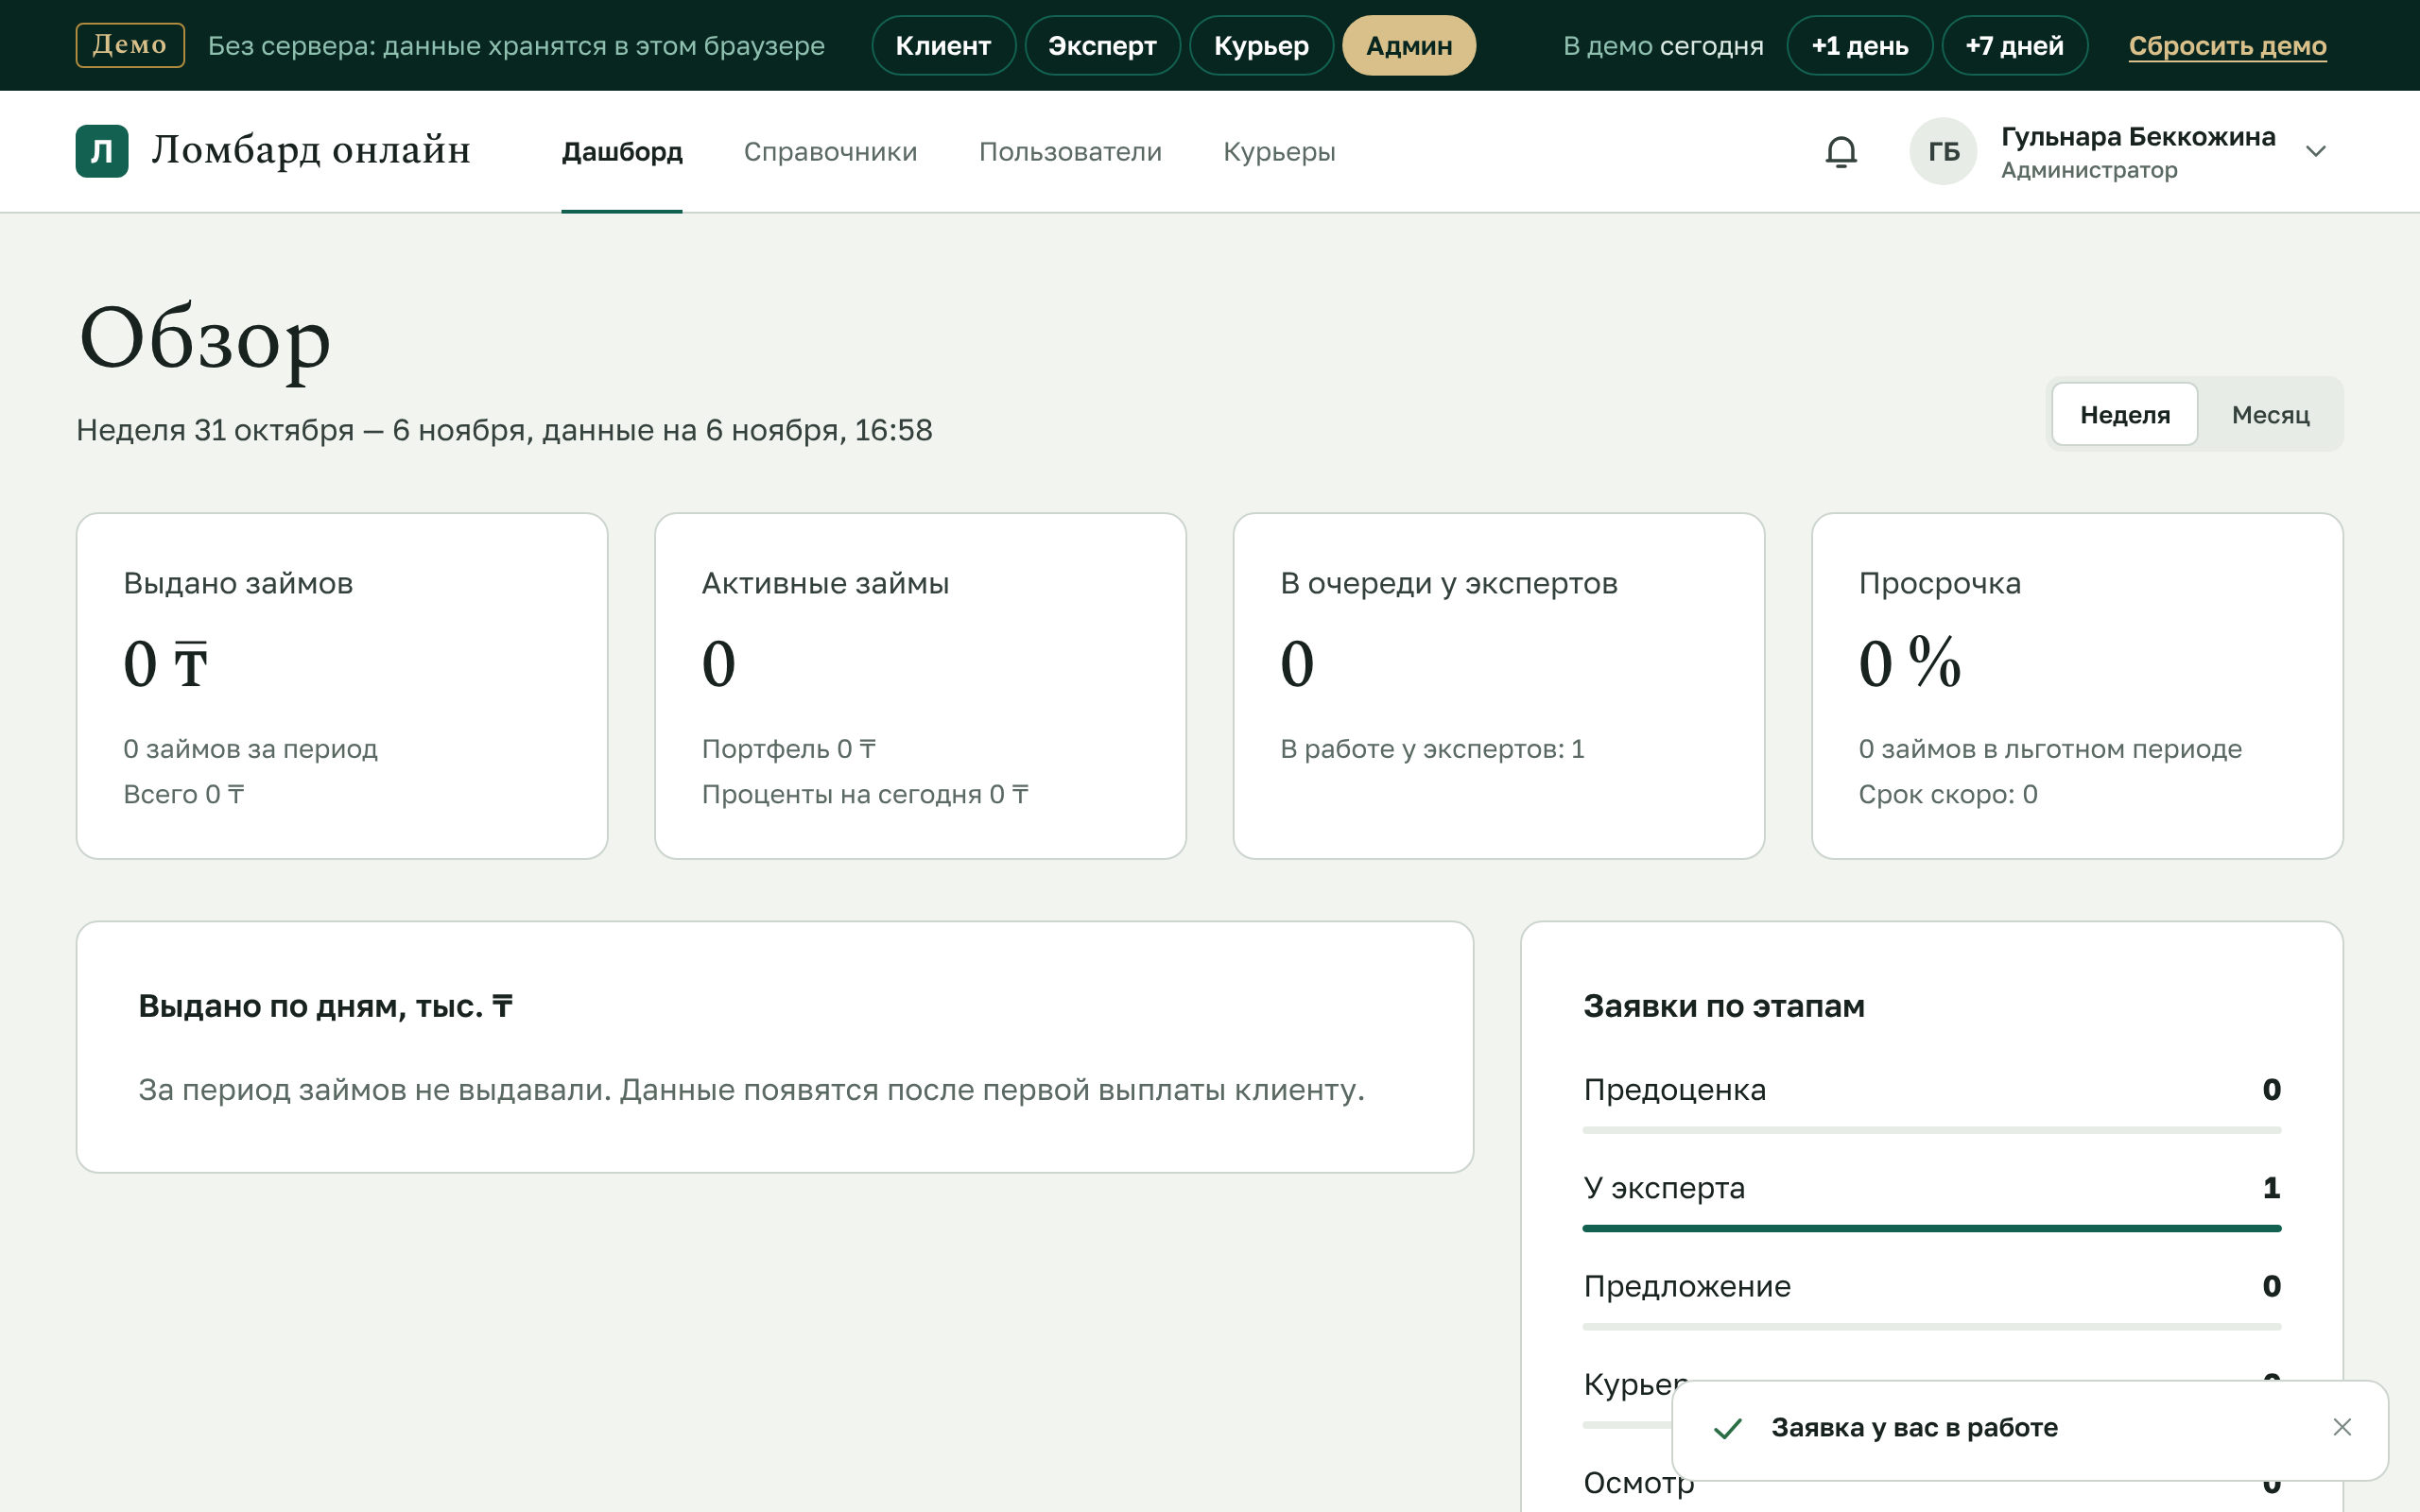 Демо
Без сервера: данные хранятся в этом браузере
Клиент
Эксперт
Курьер
Админ
В демо сегодня
+1 день
+7 дней
Сбросить демо
Л
Ломбард онлайн
Дашборд
Справочники
Пользователи
Курьеры
ГБ
Гульнара Беккожина
Администратор
Обзор
Неделя 31 октября — 6 ноября, данные на 6 ноября, 16:58
Неделя
Месяц
Выдано займов
0 ₸
0 займов за период
Всего 0 ₸
Активные займы
0
Портфель 0 ₸
Проценты на сегодня 0 ₸
В очереди у экспертов
0
В работе у экспертов: 1
Просрочка
0 %
0 займов в льготном периоде
Срок скоро: 0
Выдано по дням, тыс. ₸
За период займов не выдавали. Данные появятся после первой выплаты клиенту.
Заявки по этапам
Предоценка 0
У эксперта 1
Предложение 0
Курьер
Заявка у вас в работе
Осмотр 0